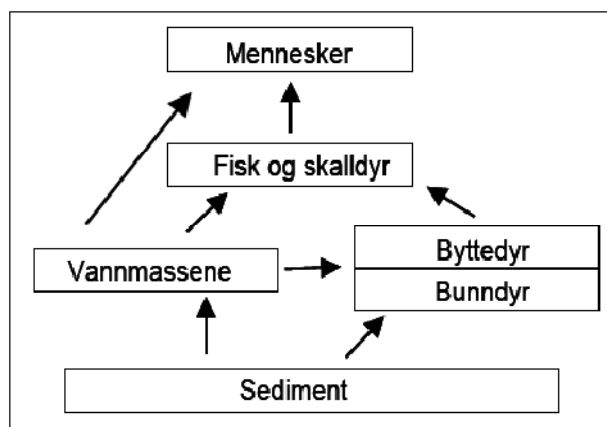 Mennesker
Fisk og skalldyr
Vannmassene
Byttedyr
Bunndyr
Sediment